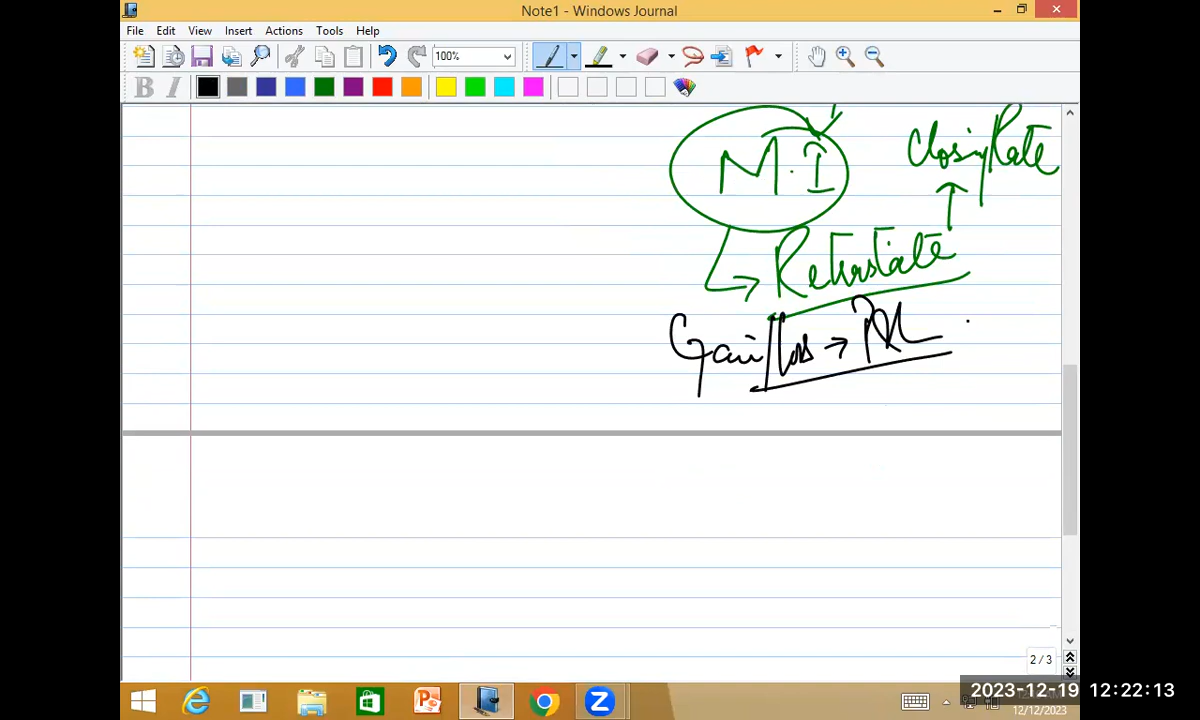 Note1 - Windows Journal
File Edit View Insert Actions Tools Help
100%
B I
M.I
Closing Rate
Retrstate
Gain/Loss → P/L
2 / 3
2023-12-19 12:22:13
12/12/2023